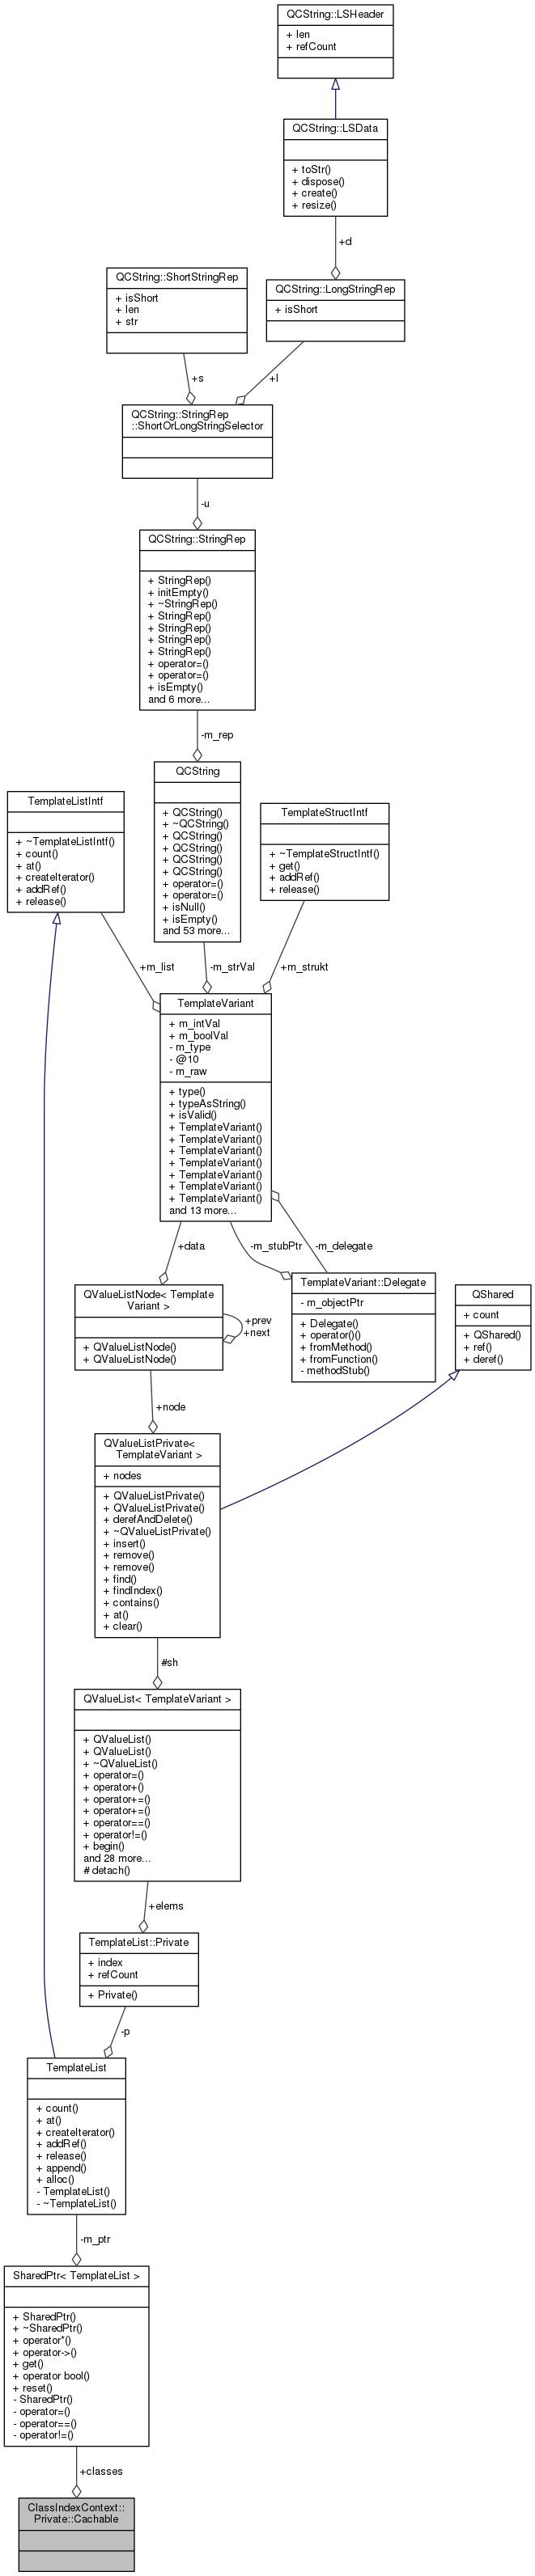 QCString::LSHeader
+ len
+ refCount
QCString::LSData
+ toStr()
+ dispose()
+ create()
+ resize()
+d
QCString::ShortStringRep
+ isShort
+ len
+ str
QCString::LongStringRep
+ isShort
+s
+l
QCString::StringRep
::ShortOrLongStringSelector
-u
QCString::StringRep
+ StringRep()
+ initEmpty()
+ ~StringRep()
+ StringRep()
+ StringRep()
+ StringRep()
+ StringRep()
+ operator=()
+ operator=()
+ isEmpty()
and 6 more...
-m_rep
TemplateListIntf
+ ~TemplateListIntf()
+ count()
+ at()
+ createIterator()
+ addRef()
+ release()
QCString
+ QCString()
+ ~QCString()
+ QCString()
+ QCString()
+ QCString()
+ QCString()
+ operator=()
+ operator=()
+ isNull()
+ isEmpty()
and 53 more...
TemplateStructIntf
+ ~TemplateStructIntf()
+ get()
+ addRef()
+ release()
+m_list
-m_strVal
+m_strukt
TemplateVariant
+ m_intVal
+ m_boolVal
- m_type
- @10
- m_raw
+ type()
+ typeAsString()
+ isValid()
+ TemplateVariant()
+ TemplateVariant()
+ TemplateVariant()
+ TemplateVariant()
+ TemplateVariant()
+ TemplateVariant()
+ TemplateVariant()
and 13 more...
+data
-m_stubPtr
-m_delegate
QValueListNode< Template
Variant >
+ QValueListNode()
+ QValueListNode()
+prev
+next
TemplateVariant::Delegate
- m_objectPtr
+ Delegate()
+ operator()()
+ fromMethod()
+ fromFunction()
- methodStub()
QShared
+ count
+ QShared()
+ ref()
+ deref()
+node
QValueListPrivate<
TemplateVariant >
+ nodes
+ QValueListPrivate()
+ QValueListPrivate()
+ derefAndDelete()
+ ~QValueListPrivate()
+ insert()
+ remove()
+ remove()
+ find()
+ findIndex()
+ contains()
+ at()
+ clear()
#sh
QValueList< TemplateVariant >
+ QValueList()
+ QValueList()
+ ~QValueList()
+ operator=()
+ operator+()
+ operator+=()
+ operator+=()
+ operator==()
+ operator!=()
+ begin()
and 28 more...
# detach()
+elems
TemplateList::Private
+ index
+ refCount
+ Private()
-p
TemplateList
+ count()
+ at()
+ createIterator()
+ addRef()
+ release()
+ append()
+ alloc()
- TemplateList()
- ~TemplateList()
-m_ptr
SharedPtr< TemplateList >
+ SharedPtr()
+ ~SharedPtr()
+ operator*()
+ operator->()
+ get()
+ operator bool()
+ reset()
- SharedPtr()
- operator=()
- operator==()
- operator!=()
+classes
ClassIndexContext::
Private::Cachable